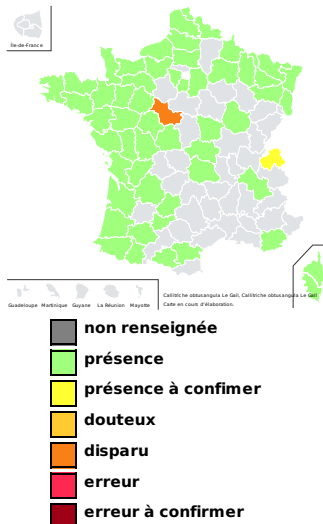 Île-de-France
Guadeloupe Martinique Guyane La Réunion Mayotte
Callitriche obtusangula Le Gall, Callitriche obtusangula Le Gall
Carte en cours d'élaboration.
non renseignée
présence
présence à confimer
douteux
disparu
erreur
erreur à confirmer